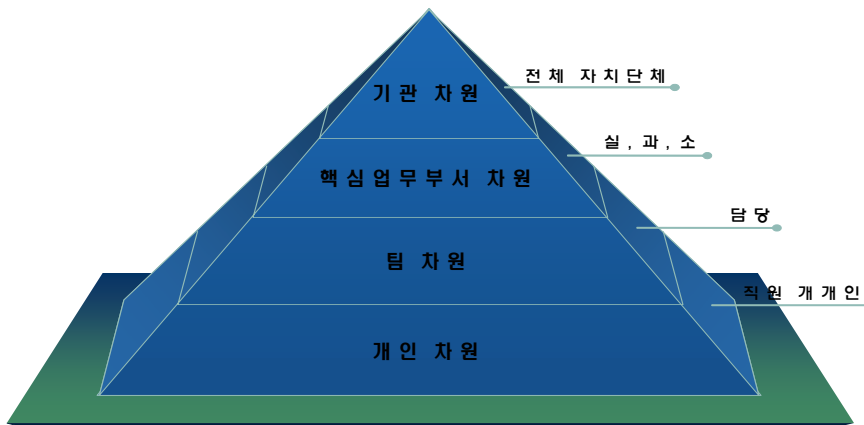 전체 자치단체
기관 차원
실, 과, 소
핵심업무부서 차원
담당
팀 차원
직원 개개인
개인 차원